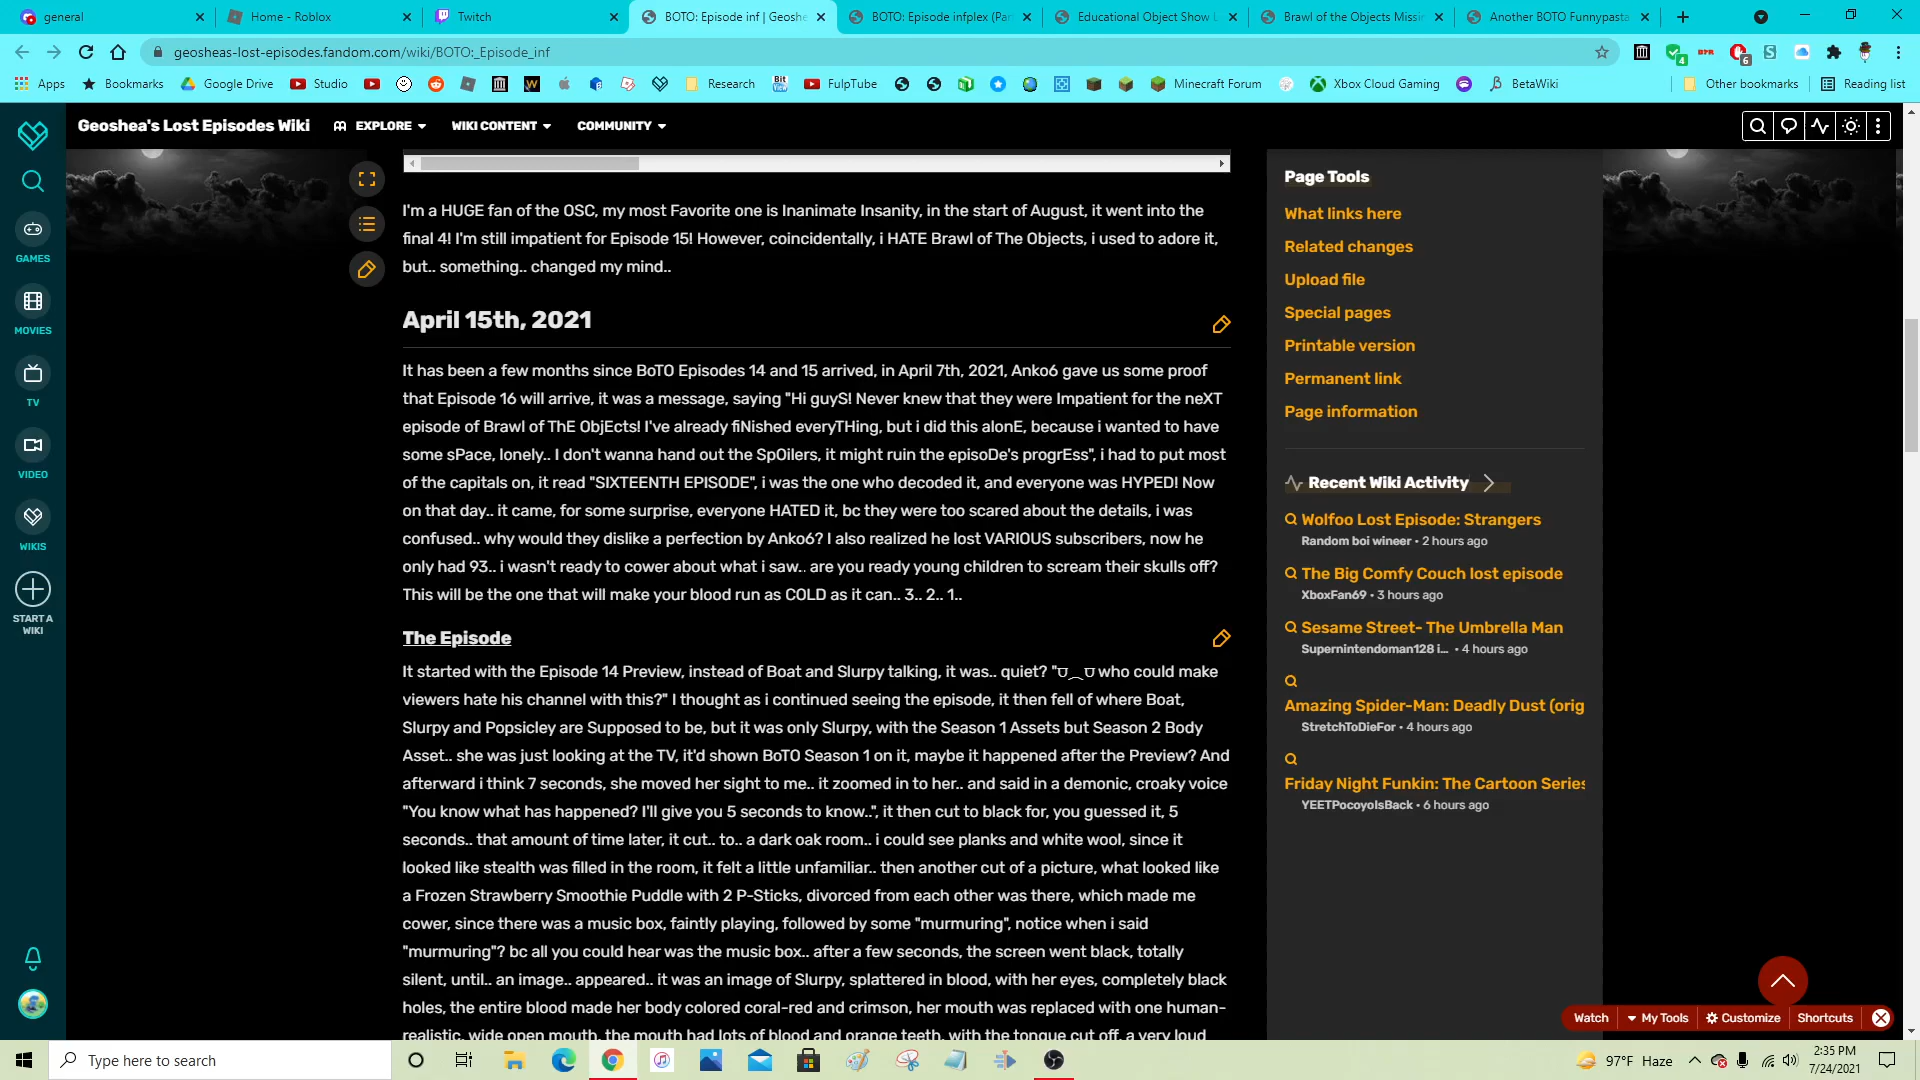 general
Home - Roblox
Twitch
BOTO: Episode inf | Geoshe
BOTO: Episode infplex (Par
Educational Object Show L
Brawl of the Objects Missi
Another BOTO Funnypasta
geosheas-lost-episodes.fandom.com/wiki/BOTO:_Episode_inf
Apps
Bookmarks
Google Drive
Studio
Research
FulpTube
Minecraft Forum
Xbox Cloud Gaming
BetaWiki
Other bookmarks
Reading list
Geoshea's Lost Episodes Wiki
EXPLORE
WIKI CONTENT
COMMUNITY
GAMES
MOVIES
TV
VIDEO
WIKIS
START A
WIKI
I'm a HUGE fan of the OSC, my most Favorite one is Inanimate Insanity, in the start of August, it went into the
final 4! I'm still impatient for Episode 15! However, coincidentally, i HATE Brawl of The Objects, i used to adore it,
but.. something.. changed my mind..
April 15th, 2021
It has been a few months since BoTO Episodes 14 and 15 arrived, in April 7th, 2021, Anko6 gave us some proof
that Episode 16 will arrive, it was a message, saying "Hi guyS! Never knew that they were Impatient for the neXT
episode of Brawl of ThE ObjEcts! I've already fiNished everyTHing, but i did this alonE, because i wanted to have
some sPace, lonely.. I don't wanna hand out the SpOilers, it might ruin the episoDe's progrEss", i had to put most
of the capitals on, it read "SIXTEENTH EPISODE", i was the one who decoded it, and everyone was HYPED! Now
on that day.. it came, for some surprise, everyone HATED it, bc they were too scared about the details, i was
confused.. why would they dislike a perfection by Anko6? I also realized he lost VARIOUS subscribers, now he
only had 93.. i wasn't ready to cower about what i saw.. are you ready young children to scream their skulls off?
This will be the one that will make your blood run as COLD as it can.. 3.. 2.. 1..
The Episode
It started with the Episode 14 Preview, instead of Boat and Slurpy talking, it was.. quiet? "ಠ︵ಠ who could make
viewers hate his channel with this?" I thought as i continued seeing the episode, it then fell of where Boat,
Slurpy and Popsicley are Supposed to be, but it was only Slurpy, with the Season 1 Assets but Season 2 Body
Asset.. she was just looking at the TV, it'd shown BoTO Season 1 on it, maybe it happened after the Preview? And
afterward i think 7 seconds, she moved her sight to me.. it zoomed in to her.. and said in a demonic, croaky voice
"You know what has happened? I'll give you 5 seconds to know..", it then cut to black for, you guessed it, 5
seconds.. that amount of time later, it cut.. to.. a dark oak room.. i could see planks and white wool, since it
looked like stealth was filled in the room, it felt a little unfamiliar.. then another cut of a picture, what looked like
a Frozen Strawberry Smoothie Puddle with 2 P-Sticks, divorced from each other was there, which made me
cower, since there was a music box, faintly playing, followed by some "murmuring", notice when i said
"murmuring"? bc all you could hear was the music box.. after a few seconds, the screen went black, totally
silent, until.. an image.. appeared.. it was an image of Slurpy, splattered in blood, with her eyes, completely black
holes, the entire blood made her body colored coral-red and crimson, her mouth was replaced with one human-
realistic, wide open mouth, the mouth had lots of blood and orange teeth, with the tongue cut off, a very loud
Page Tools
What links here
Related changes
Upload file
Special pages
Printable version
Permanent link
Page information
Recent Wiki Activity
Wolfoo Lost Episode: Strangers
Random boi wineer • 2 hours ago
The Big Comfy Couch lost episode
XboxFan69 • 3 hours ago
Sesame Street- The Umbrella Man
Supernintendoman128 i... • 4 hours ago
Amazing Spider-Man: Deadly Dust (orig
StretchToDieFor • 4 hours ago
Friday Night Funkin: The Cartoon Series
YEETPocoyoIsBack • 6 hours ago
Watch
My Tools
Customize
Shortcuts
Type here to search
97°F Haze
2:35 PM
7/24/2021